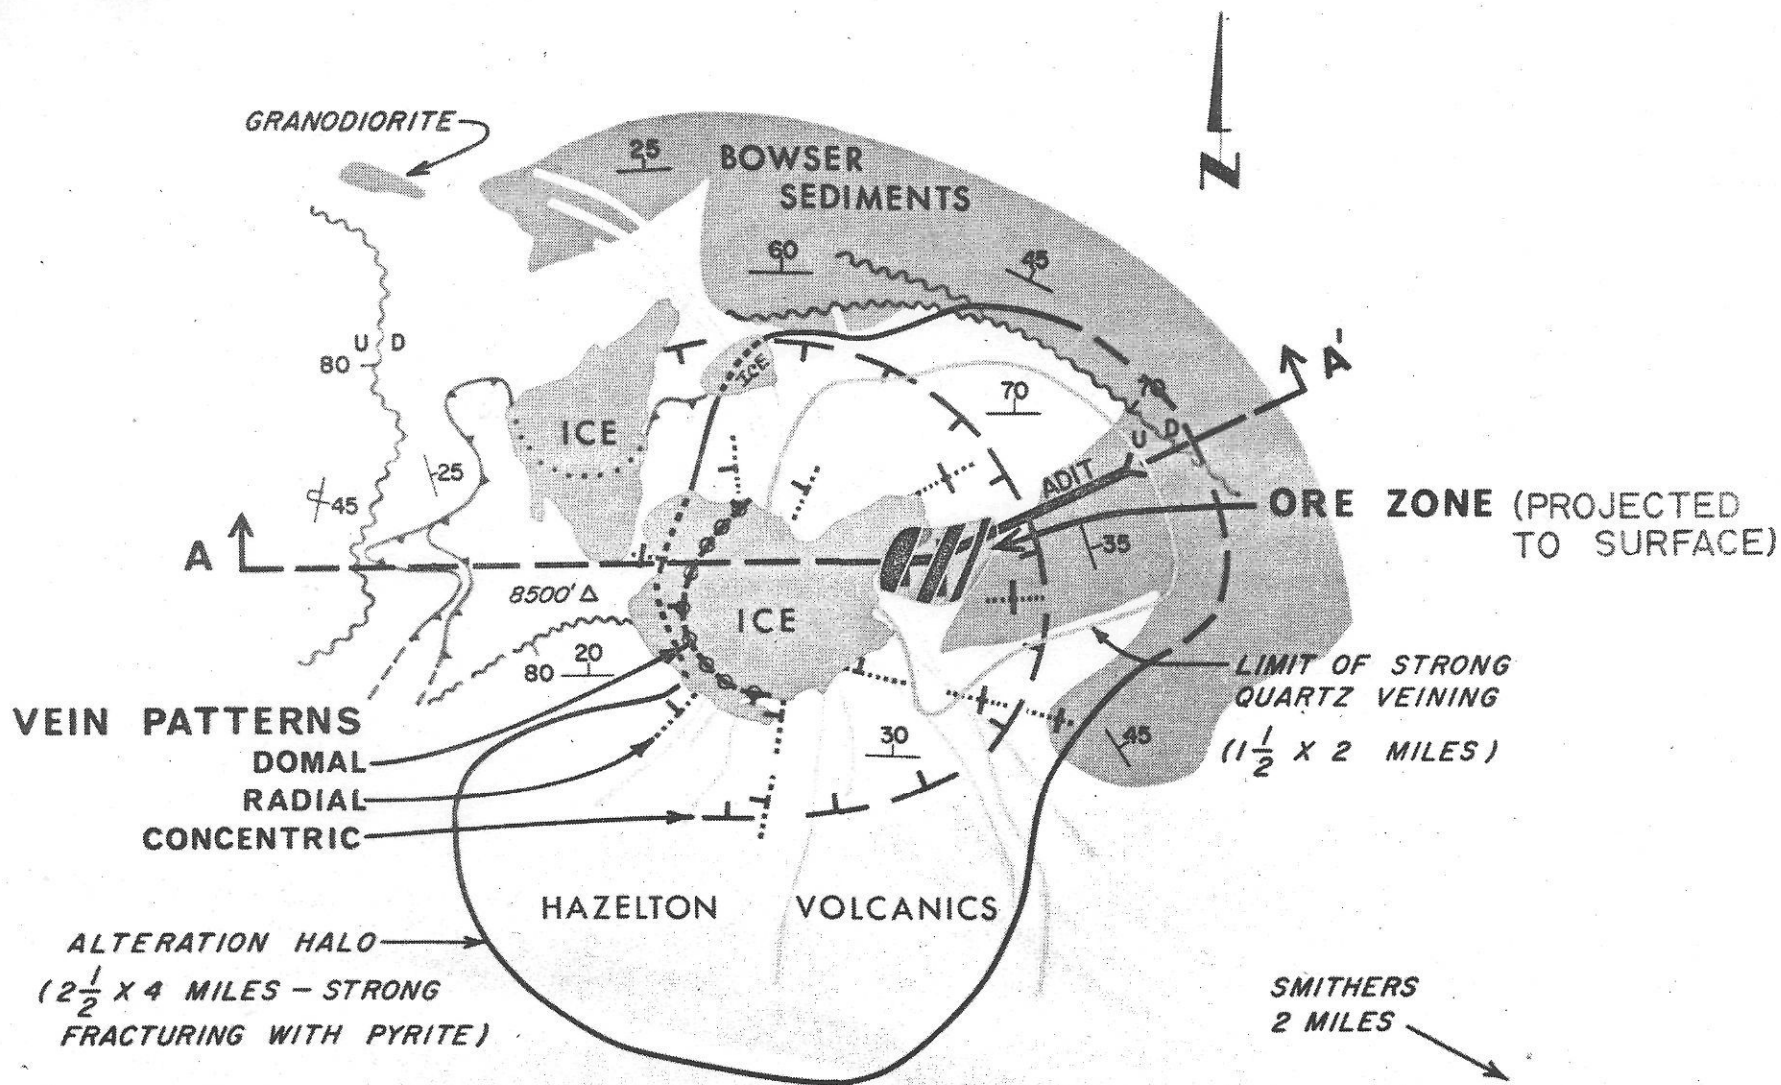 GRANODIORITE
25
BOWSER
SEDIMENTS
N
60
45
U D
80
ICE
A'
70
70
ICE
25
U D
ADIT
45
ORE ZONE (PROJECTED
TO SURFACE)
A
35
8500' Δ
ICE
20
80
LIMIT OF STRONG
QUARTZ VEINING
(1 1/2 X 2 MILES)
VEIN PATTERNS
DOMAL
RADIAL
CONCENTRIC
30
45
HAZELTON VOLCANICS
ALTERATION HALO
(2 1/2 X 4 MILES - STRONG
FRACTURING WITH PYRITE)
SMITHERS
2 MILES